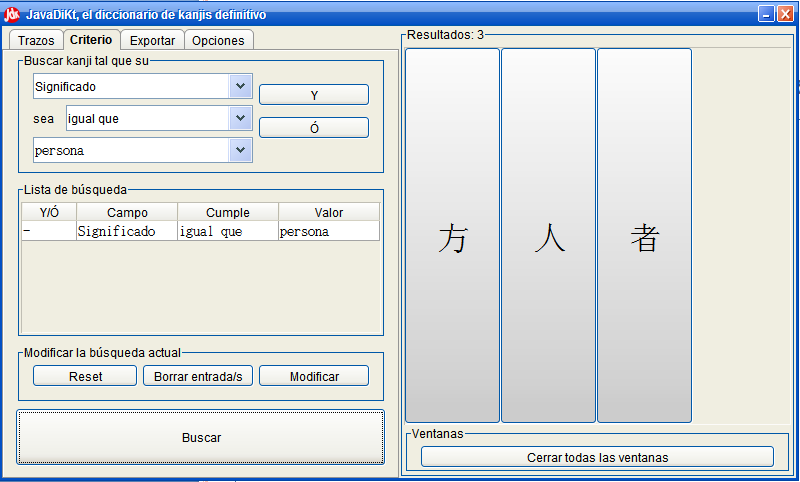 JavaDiKt, el diccionario de kanjis definitivo
Trazos Criterio Exportar Opciones
Buscar kanji tal que su
Significado
Y
sea igual que
Ó
persona
Lista de búsqueda
Y/Ó Campo Cumple Valor
– Significado igual que persona
Modificar la búsqueda actual
Reset Borrar entrada/s Modificar
Buscar
Resultados: 3
方 人 者
Ventanas
Cerrar todas las ventanas